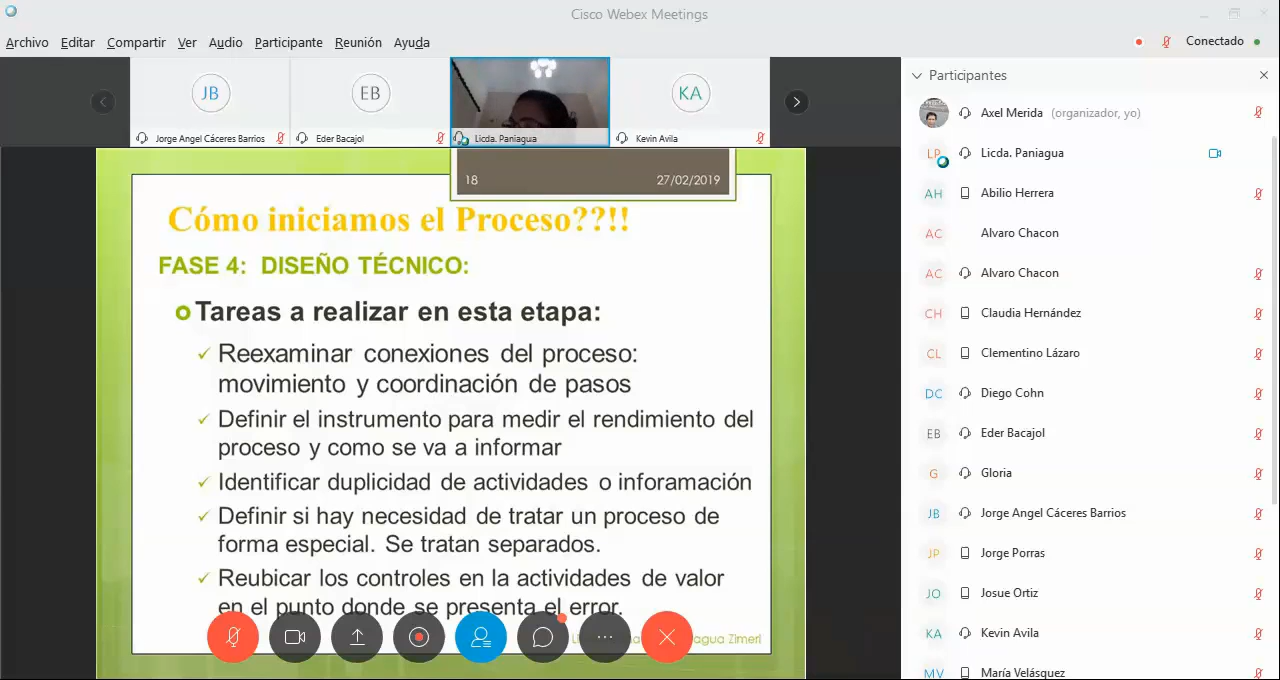 Cisco Webex Meetings
Archivo Editar Compartir Ver Audio Participante Reunión Ayuda
Conectado
JB
Jorge Angel Cáceres Barrios
EB
Eder Bacajol
Licda. Paniagua
KA
Kevin Avila
18 27/02/2019
Cómo iniciamos el Proceso??!!
FASE 4: DISEÑO TÉCNICO:
Tareas a realizar en esta etapa:
Reexaminar conexiones del proceso:
movimiento y coordinación de pasos
Definir el instrumento para medir el rendimiento del
proceso y como se va a informar
Identificar duplicidad de actividades o inforamación
Definir si hay necesidad de tratar un proceso de
forma especial. Se tratan separados.
Reubicar los controles en la actividades de valor
en el punto donde se presenta el error.
Zimeri
Participantes
Axel Merida (organizador, yo)
LP Licda. Paniagua
AH Abilio Herrera
AC Alvaro Chacon
AC Alvaro Chacon
CH Claudia Hernández
CL Clementino Lázaro
DC Diego Cohn
EB Eder Bacajol
G Gloria
JB Jorge Angel Cáceres Barrios
JP Jorge Porras
JO Josue Ortiz
KA Kevin Avila
MV María Velásquez